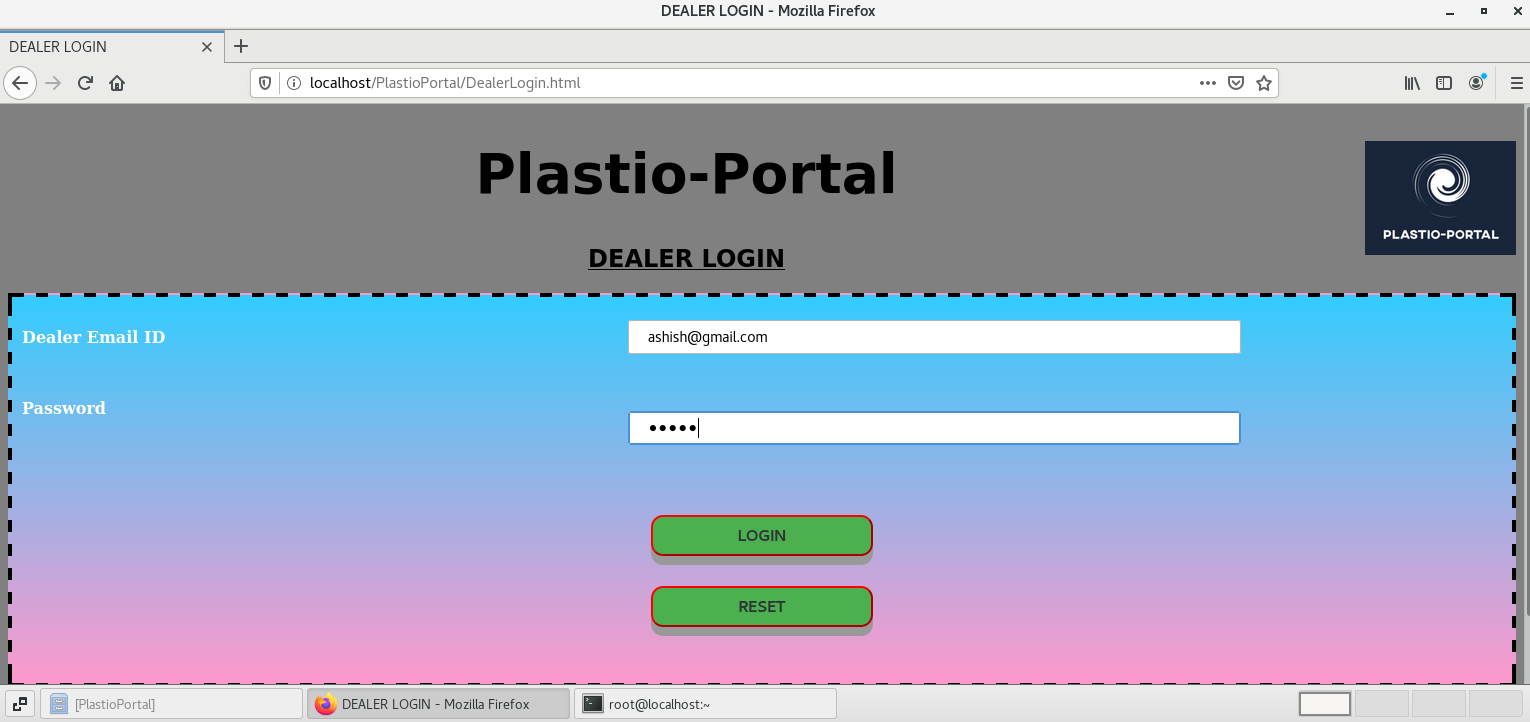 DEALER LOGIN - Mozilla Firefox
DEALER LOGIN
localhost/PlastioPortal/DealerLogin.html
Plastio-Portal
PLASTIO-PORTAL
DEALER LOGIN
Dealer Email ID
ashish@gmail.com
Password
•••••
LOGIN
RESET
[PlastioPortal]
DEALER LOGIN - Mozilla Firefox
root@localhost:~